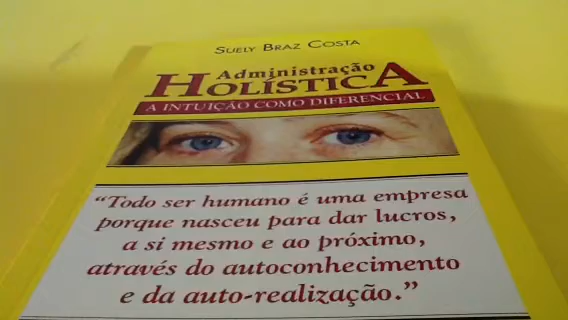 SUELY BRAZ COSTA
Administração
HOLÍSTICA
A INTUIÇÃO COMO DIFERENCIAL
“Todo ser humano é uma empresa
porque nasceu para dar lucros,
a si mesmo e ao próximo,
através do autoconhecimento
e da auto-realização.”